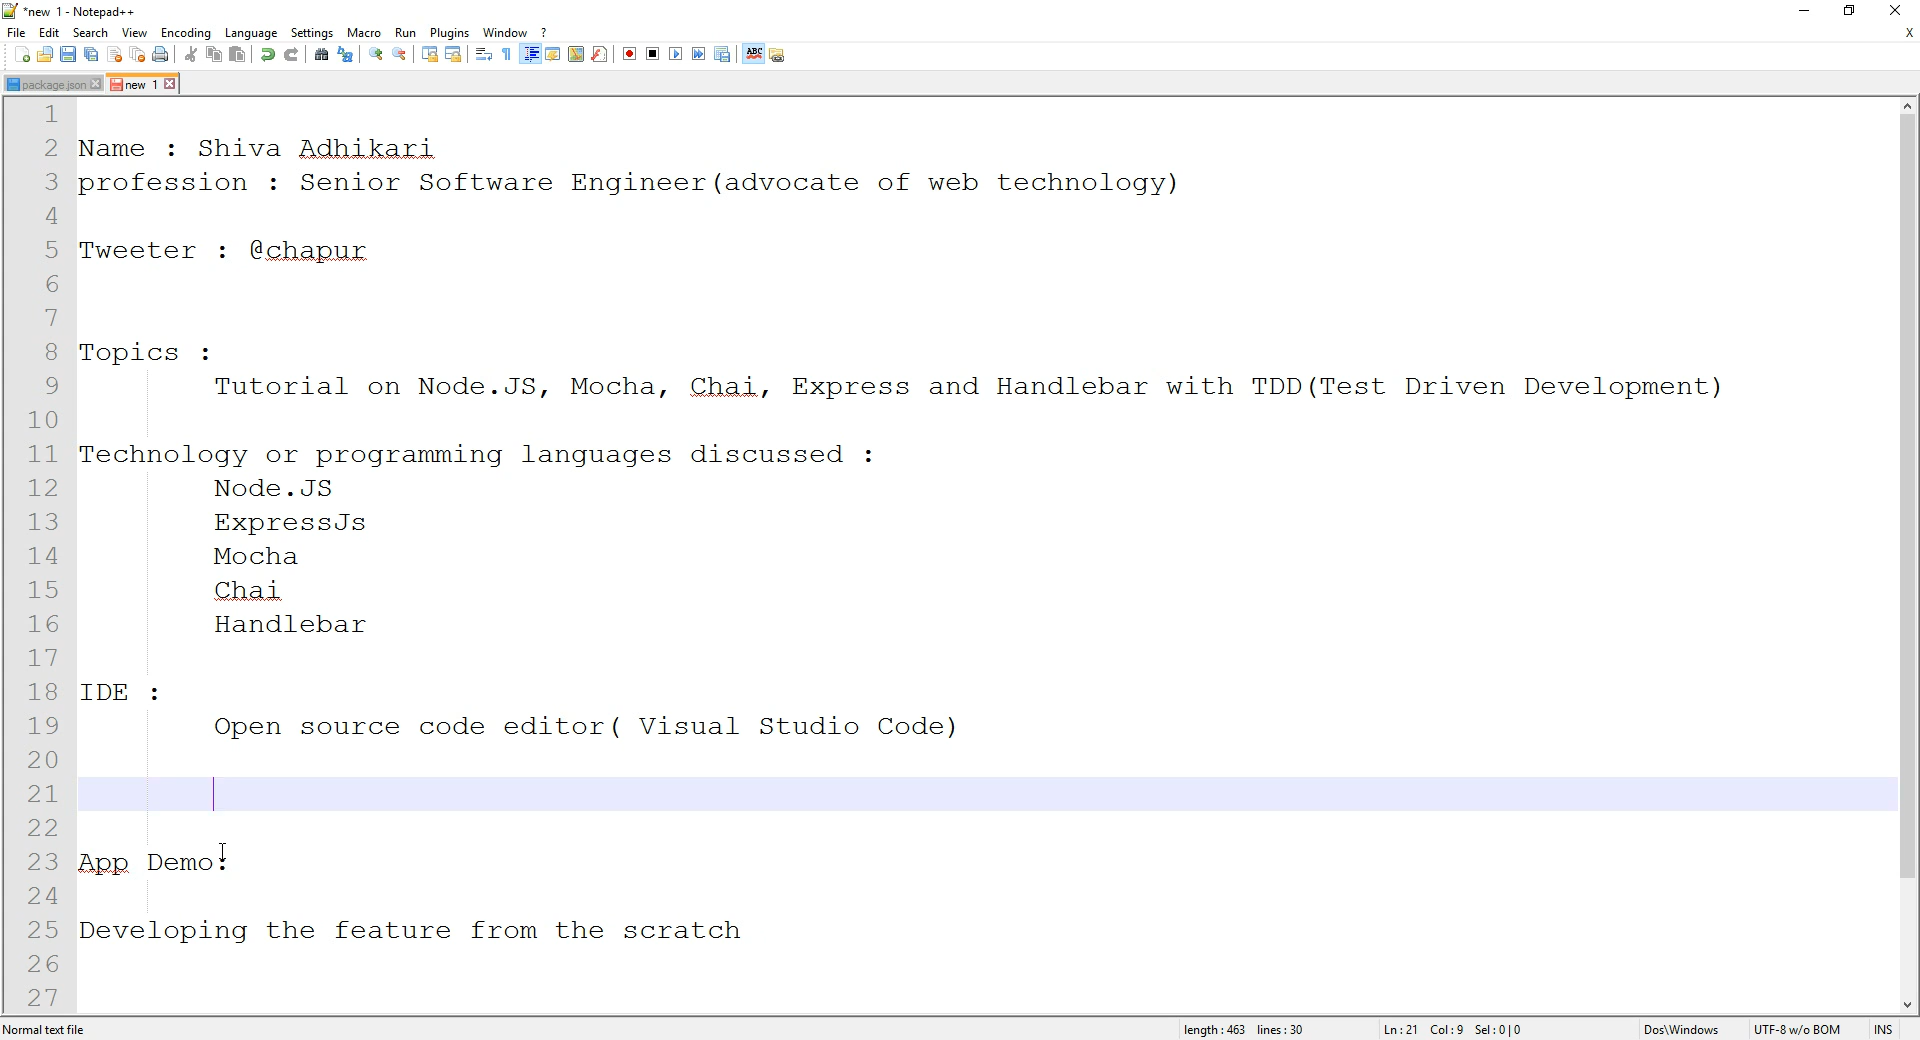 *new 1 - Notepad++
File Edit Search View Encoding Language Settings Macro Run Plugins Window ? X
ABC
package.json new 1
1
2 Name : Shiva Adhikari
3 profession : Senior Software Engineer(advocate of web technology)
4
5 Tweeter : @chapur
6
7
8 Topics :
9 Tutorial on Node.JS, Mocha, Chai, Express and Handlebar with TDD(Test Driven Development)
10
11 Technology or programming languages discussed :
12 Node.JS
13 ExpressJs
14 Mocha
15 Chai
16 Handlebar
17
18 IDE :
19 Open source code editor( Visual Studio Code)
20
21
22
23 App Demo:
24
25 Developing the feature from the scratch
26
27
Normal text file length : 463 lines : 30 Ln : 21 Col : 9 Sel : 0 | 0 Dos\Windows UTF-8 w/o BOM INS